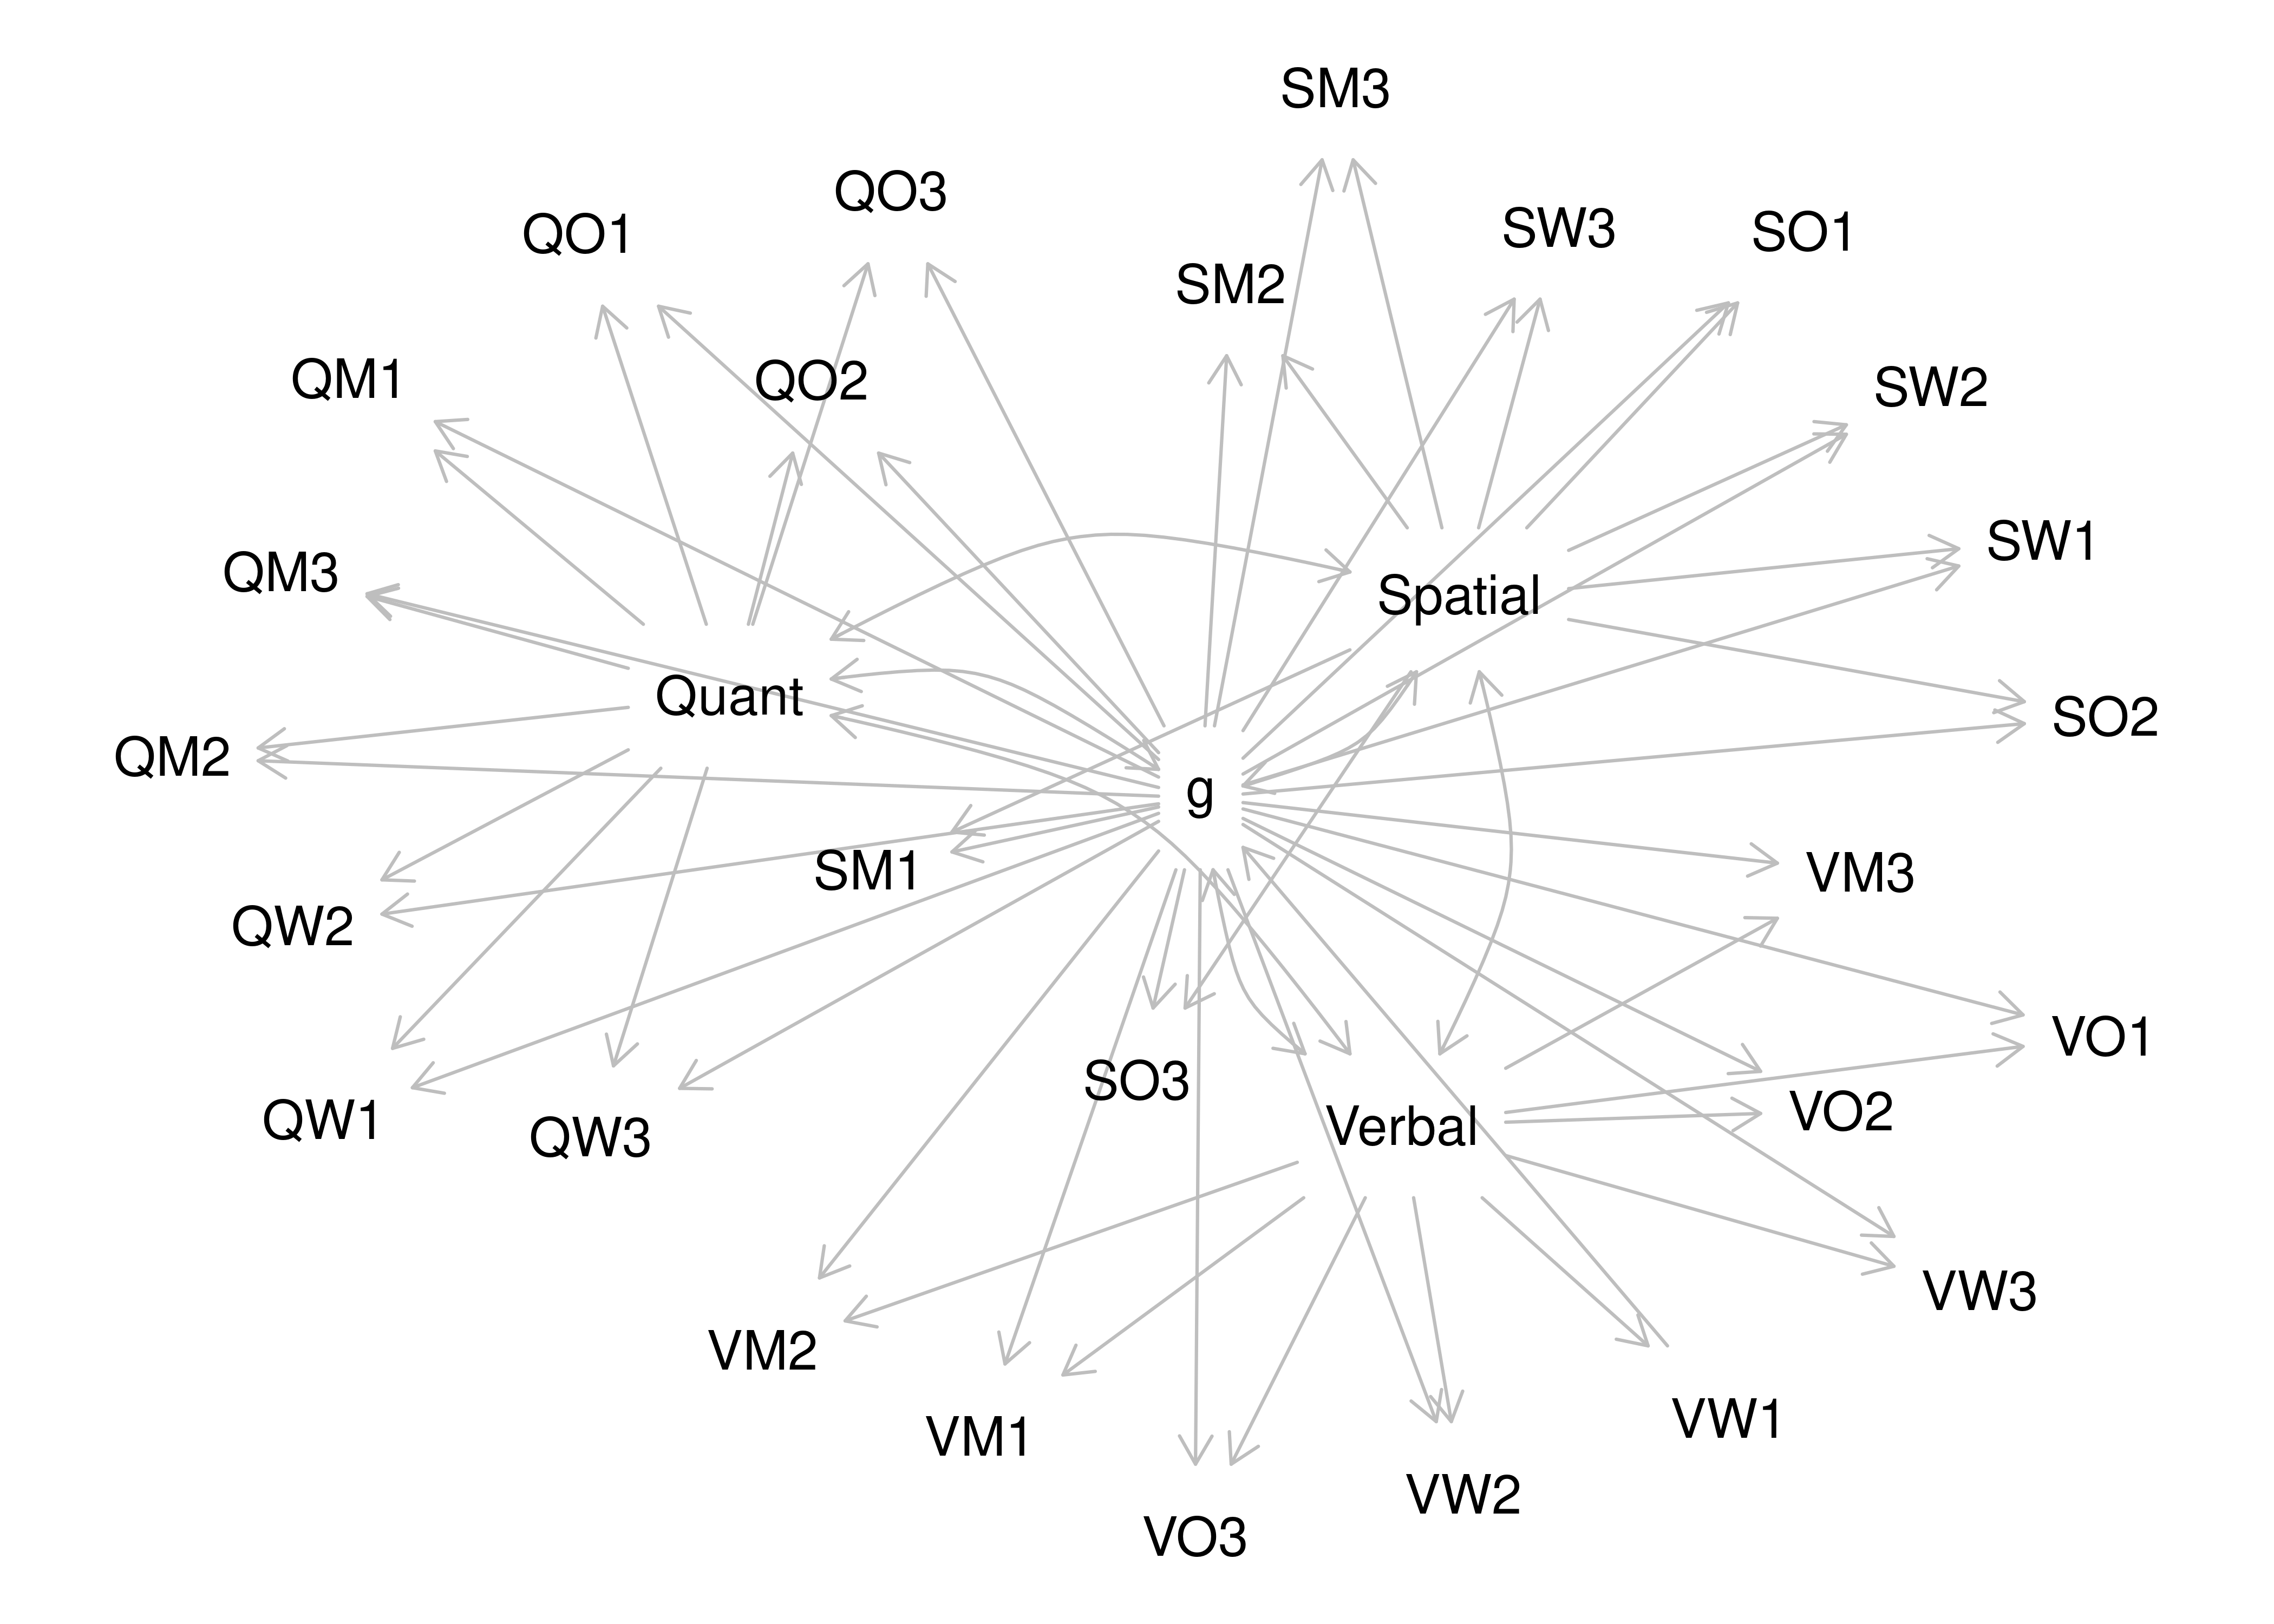 SM3
QO3
QO1
SW3
SO1
SM2
QM1
QO2
SW2
SW1
QM3
Spatial
Quant
SO2
QM2
g
SM1
VM3
QW2
VO1
SO3
VO2
QW1
QW3
Verbal
VW3
VM2
VW1
VM1
VW2
VO3